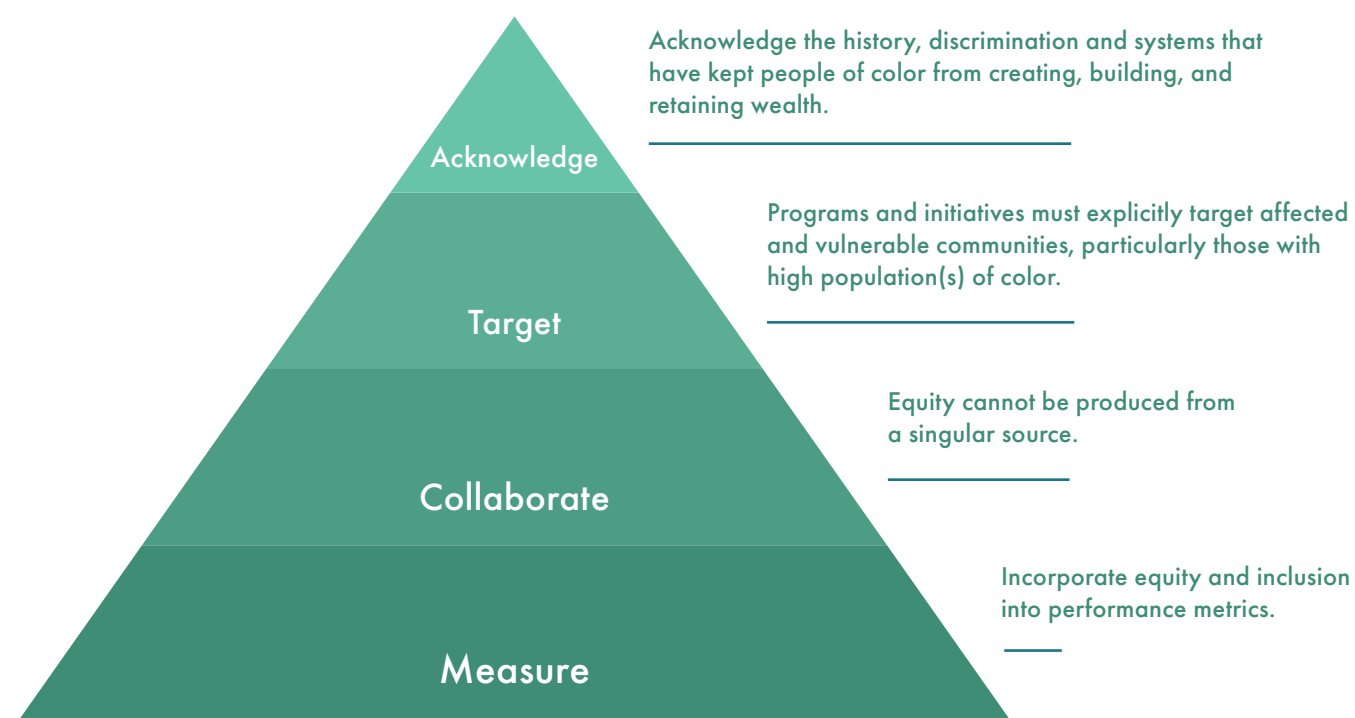 Acknowledge the history, discrimination and systems that
have kept people of color from creating, building, and
retaining wealth.
Acknowledge
Programs and initiatives must explicitly target affected
and vulnerable communities, particularly those with
high population(s) of color.
Target
Equity cannot be produced from
a singular source.
Collaborate
Incorporate equity and inclusion
into performance metrics.
Measure